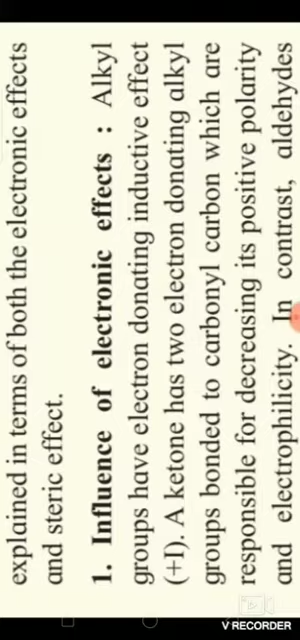 explained in terms of both the electronic effects
and steric effect.
1. Influence of electronic effects : Alkyl
groups have electron donating inductive effect
(+I). A ketone has two electron donating alkyl
groups bonded to carbonyl carbon which are
responsible for decreasing its positive polarity
and electrophilicity. In contrast, aldehydes
V RECORDER